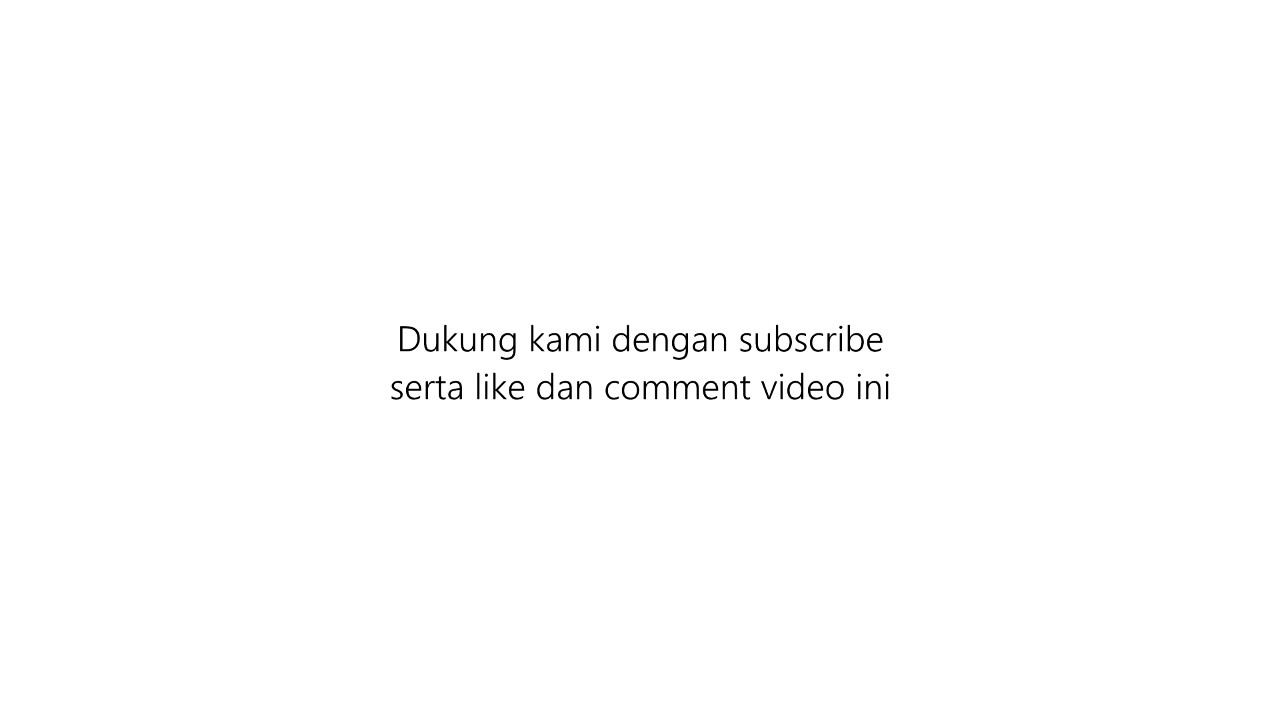 Dukung kami dengan subscribe
serta like dan comment video ini